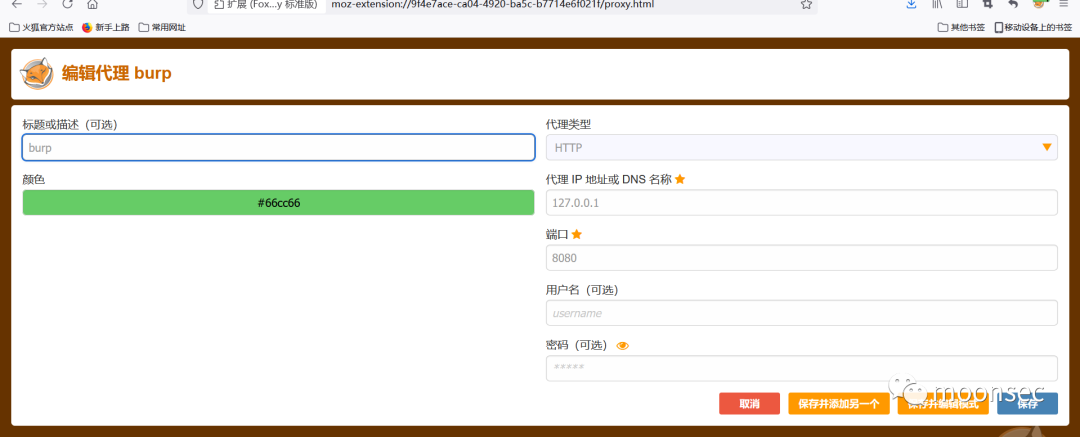 扩展 (Fox...y 标准版)
moz-extension://9f4e7ace-ca04-4920-ba5c-b7714e6f021f/proxy.html
火狐官方站点 新手上路 常用网址 其他书签 移动设备上的书签
编辑代理 burp
标题或描述（可选）
burp
颜色
#66cc66
代理类型
HTTP
代理 IP 地址或 DNS 名称
127.0.0.1
端口
8080
用户名（可选）
username
密码（可选）
*****
取消 保存并添加另一个 保存并编辑模式 保存
moonsec